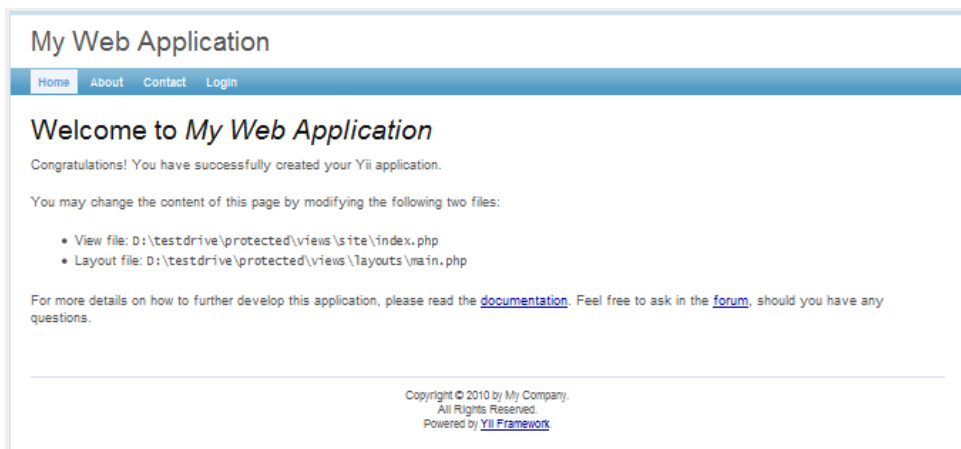 My Web Application
Home About Contact Login
Welcome to My Web Application
Congratulations! You have successfully created your Yii application.
You may change the content of this page by modifying the following two files:
• View file: D:\testdrive\protected\views\site\index.php
• Layout file: D:\testdrive\protected\views\layouts\main.php
For more details on how to further develop this application, please read the documentation. Feel free to ask in the forum, should you have any
questions.
Copyright © 2010 by My Company.
All Rights Reserved.
Powered by Yii Framework.